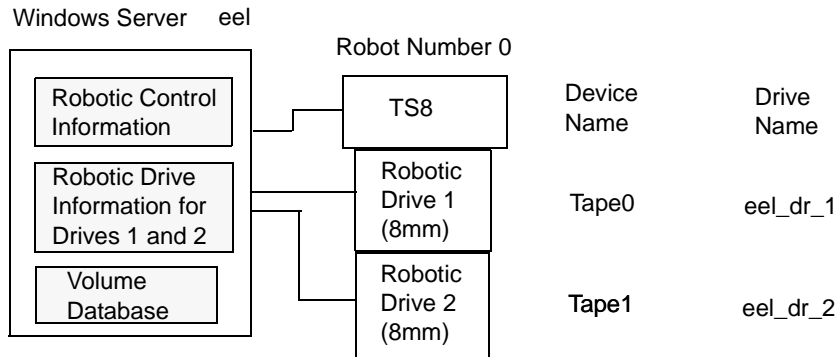 Windows Server eel
Robot Number 0
Robotic Control
Information
TS8
Device
Name
Drive
Name
Robotic Drive
Information for
Drives 1 and 2
Robotic
Drive 1
(8mm)
Tape0
eel_dr_1
Volume
Database
Robotic
Drive 2
(8mm)
Tape1
eel_dr_2